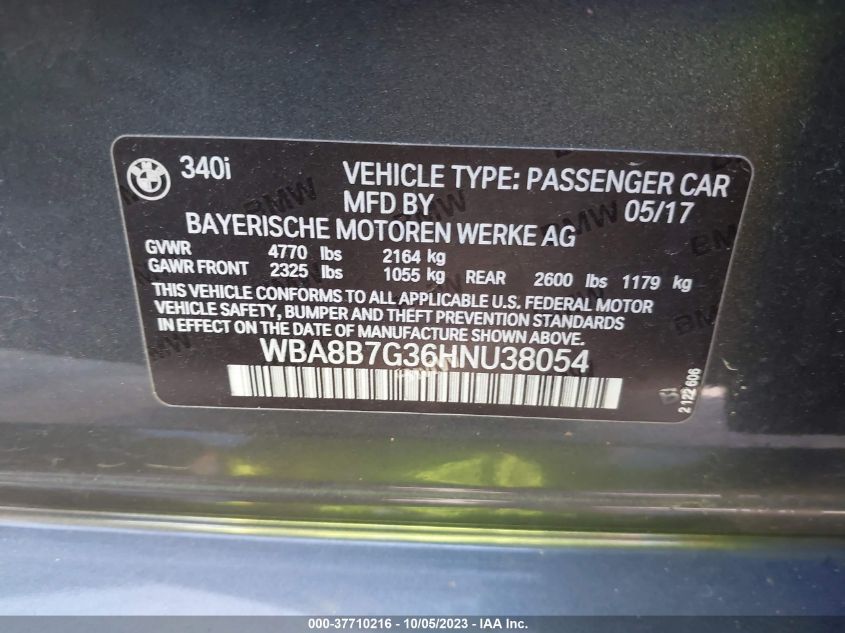 340i VEHICLE TYPE: PASSENGER CAR
MFD BY 05/17
BAYERISCHE MOTOREN WERKE AG
GVWR 4770 lbs 2164 kg
GAWR FRONT 2325 lbs 1055 kg REAR 2600 lbs 1179 kg
THIS VEHICLE CONFORMS TO ALL APPLICABLE U.S. FEDERAL MOTOR
VEHICLE SAFETY, BUMPER AND THEFT PREVENTION STANDARDS
IN EFFECT ON THE DATE OF MANUFACTURE SHOWN ABOVE.
WBA8B7G36HNU38054
2 122 606
000-37710216 - 10/05/2023 - IAA Inc.